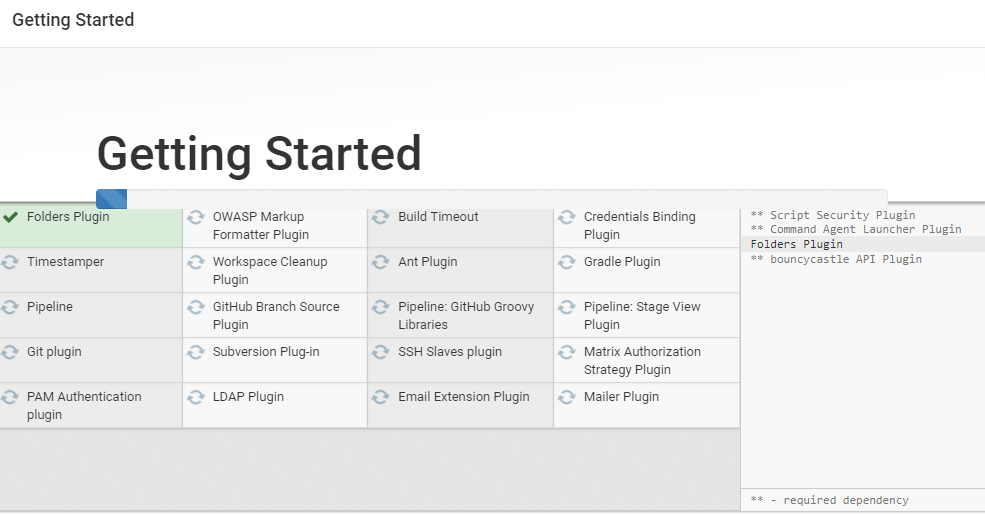 Getting Started
Getting Started
Folders Plugin
OWASP Markup
Formatter Plugin
Build Timeout
Credentials Binding
Plugin
Timestamper
Workspace Cleanup
Plugin
Ant Plugin
Gradle Plugin
Pipeline
GitHub Branch Source
Plugin
Pipeline: GitHub Groovy
Libraries
Pipeline: Stage View
Plugin
Git plugin
Subversion Plug-in
SSH Slaves plugin
Matrix Authorization
Strategy Plugin
PAM Authentication
plugin
LDAP Plugin
Email Extension Plugin
Mailer Plugin
** Script Security Plugin
** Command Agent Launcher Plugin
Folders Plugin
** bouncycastle API Plugin
** - required dependency